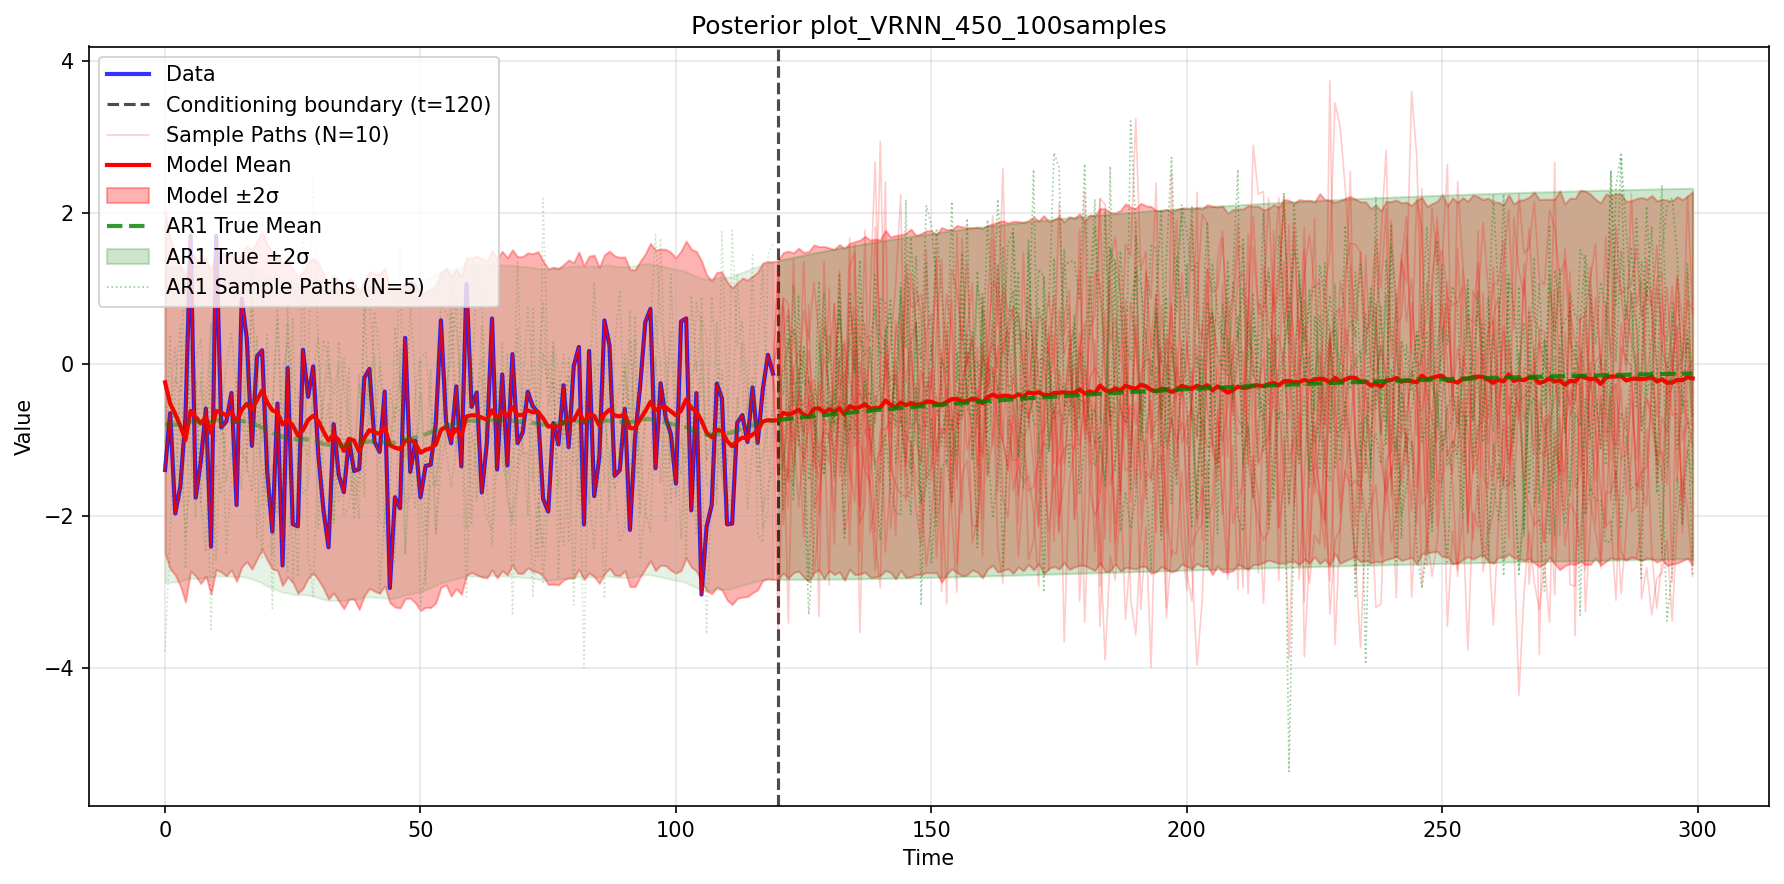 Posterior plot_VRNN_450_100samples
Data
Conditioning boundary (t=120)
Sample Paths (N=10)
Model Mean
Model ±2σ
AR1 True Mean
AR1 True ±2σ
AR1 Sample Paths (N=5)
4
2
0
−2
−4
Value
0 50 100 150 200 250 300
Time